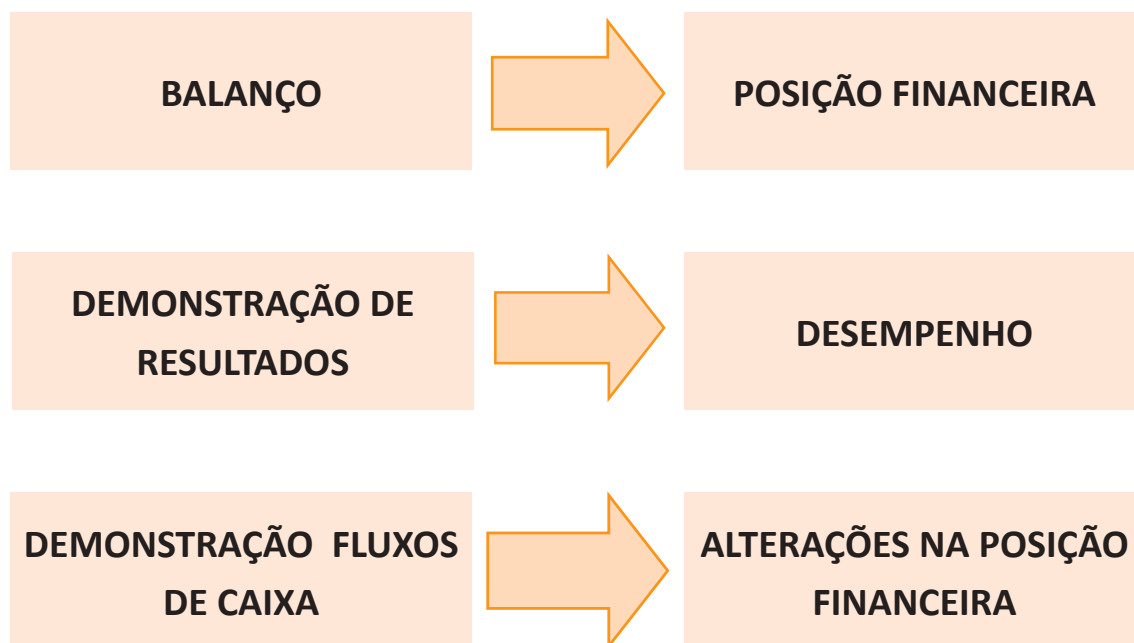 BALANÇO
POSIÇÃO FINANCEIRA
DEMONSTRAÇÃO DE
RESULTADOS
DESEMPENHO
DEMONSTRAÇÃO FLUXOS
DE CAIXA
ALTERAÇÕES NA POSIÇÃO
FINANCEIRA